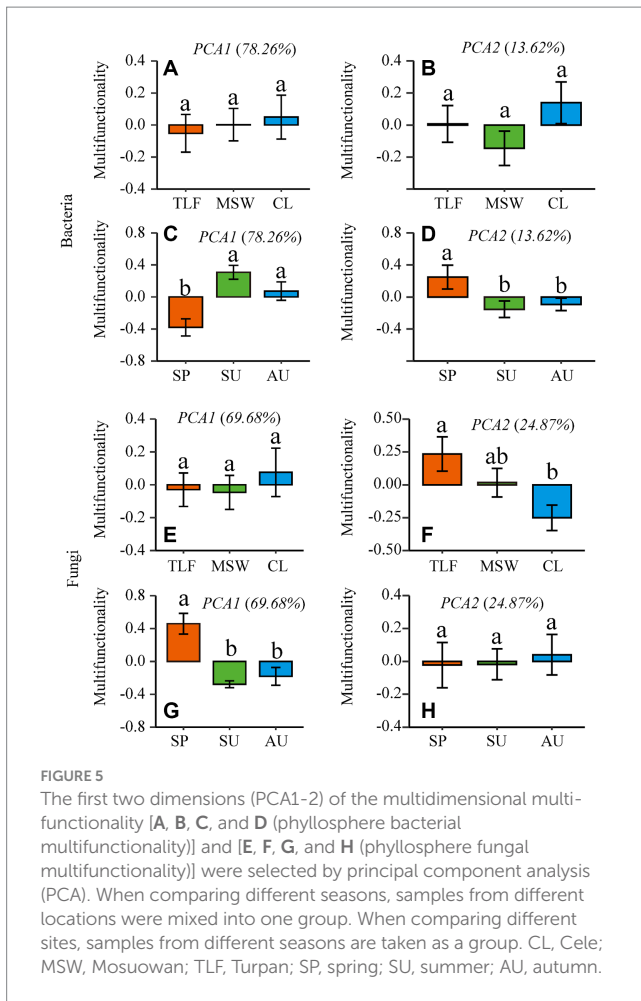 Bacteria
A
PCA1 (78.26%)
Multifunctionality
0.4
0.2
0.0
-0.2
0.4
a a a
TLF MSW CL
B
PCA2 (13.62%)
Multifunctionality
0.4
0.2
0.0
-0.2
0.4
a a a
TLF MSW CL
C
PCA1 (78.26%)
Multifunctionality
0.8
0.4
0.0
-0.4
-0.8
b a a
SP SU AU
D
PCA2 (13.62%)
Multifunctionality
0.8
0.4
0.0
-0.4
-0.8
a b b
SP SU AU
Fungi
PCA1 (69.68%)
Multifunctionality
0.4
0.2
0.0
-0.2
-0.4
a a a
E
TLF MSW CL
PCA2 (24.87%)
Multifunctionality
0.50
0.25
0.00
-0.25
-0.50
a ab b
F
TLF MSW CL
PCA1 (69.68%)
Multifunctionality
0.8
0.4
0.0
-0.4
-0.8
a b b
G
SP SU AU
PCA2 (24.87%)
Multifunctionality
0.4
0.2
0.0
-0.2
-0.4
a a a
H
SP SU AU
FIGURE 5
The first two dimensions (PCA1-2) of the multidimensional multi-
functionality [A, B, C, and D (phyllosphere bacterial
multifunctionality)] and [E, F, G, and H (phyllosphere fungal
multifunctionality)] were selected by principal component analysis
(PCA). When comparing different seasons, samples from different
locations were mixed into one group. When comparing different
sites, samples from different seasons are taken as a group. CL, Cele;
MSW, Mosuowan; TLF, Turpan; SP, spring; SU, summer; AU, autumn.